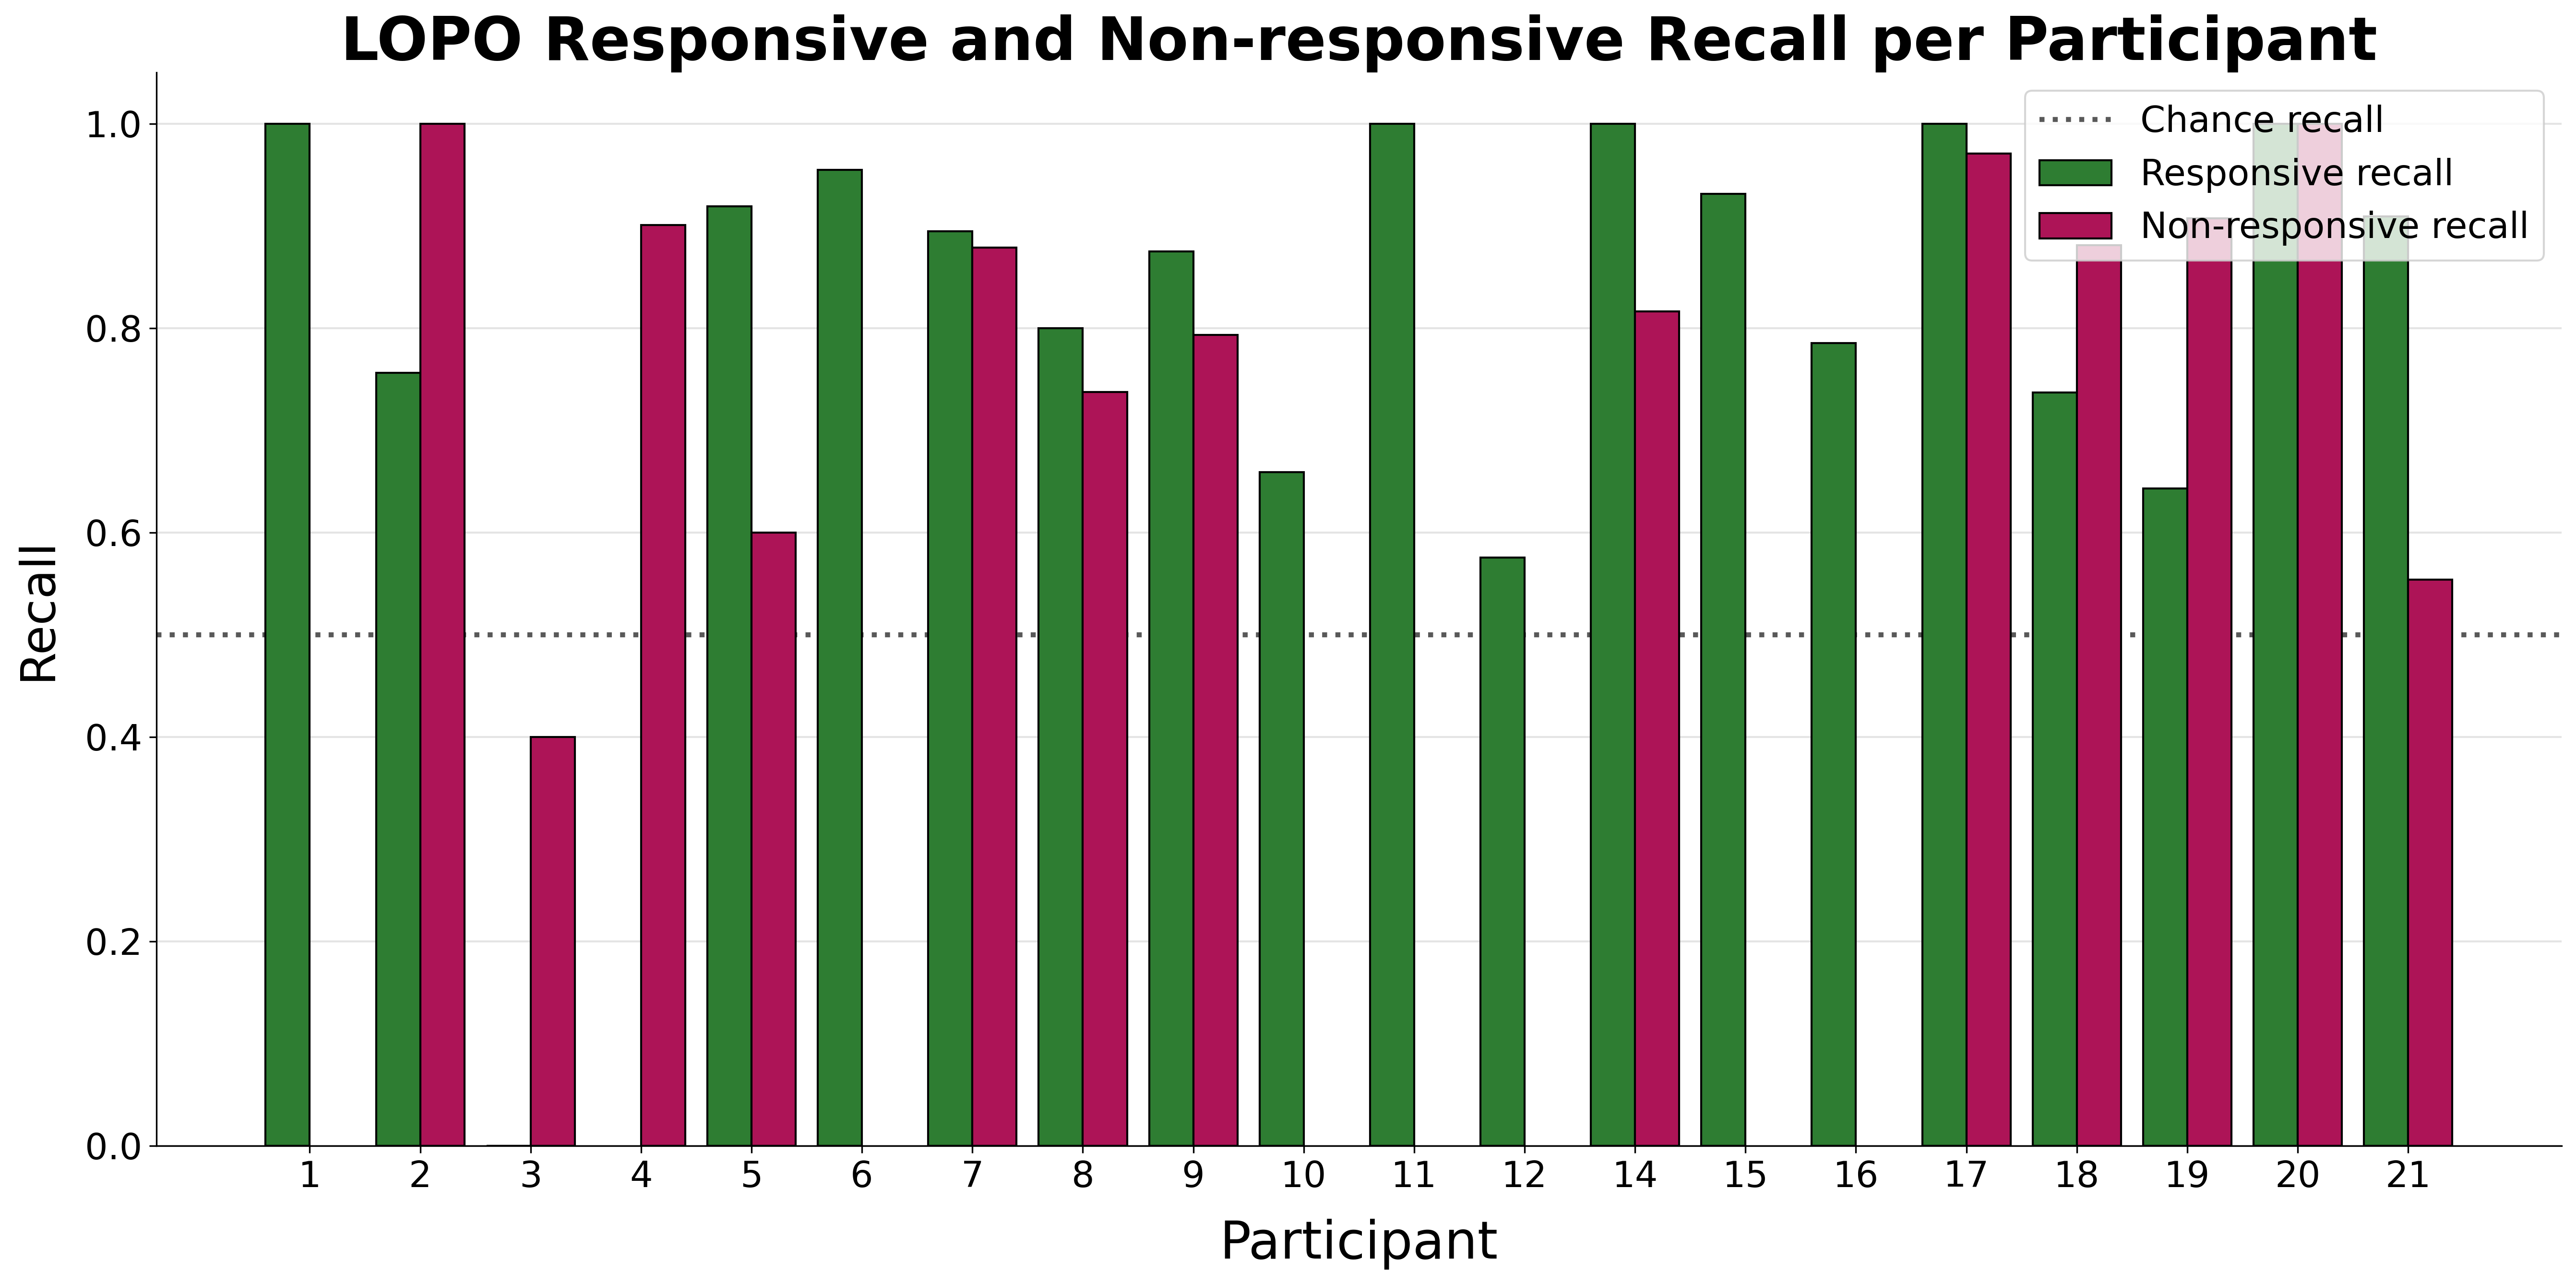 LOPO Responsive and Non-responsive Recall per Participant
Chance recall
Responsive recall
Non-responsive recall
Recall
1.0
0.8
0.6
0.4
0.2
0.0
1 2 3 4 5 6 7 8 9 10 11 12 14 15 16 17 18 19 20 21
Participant